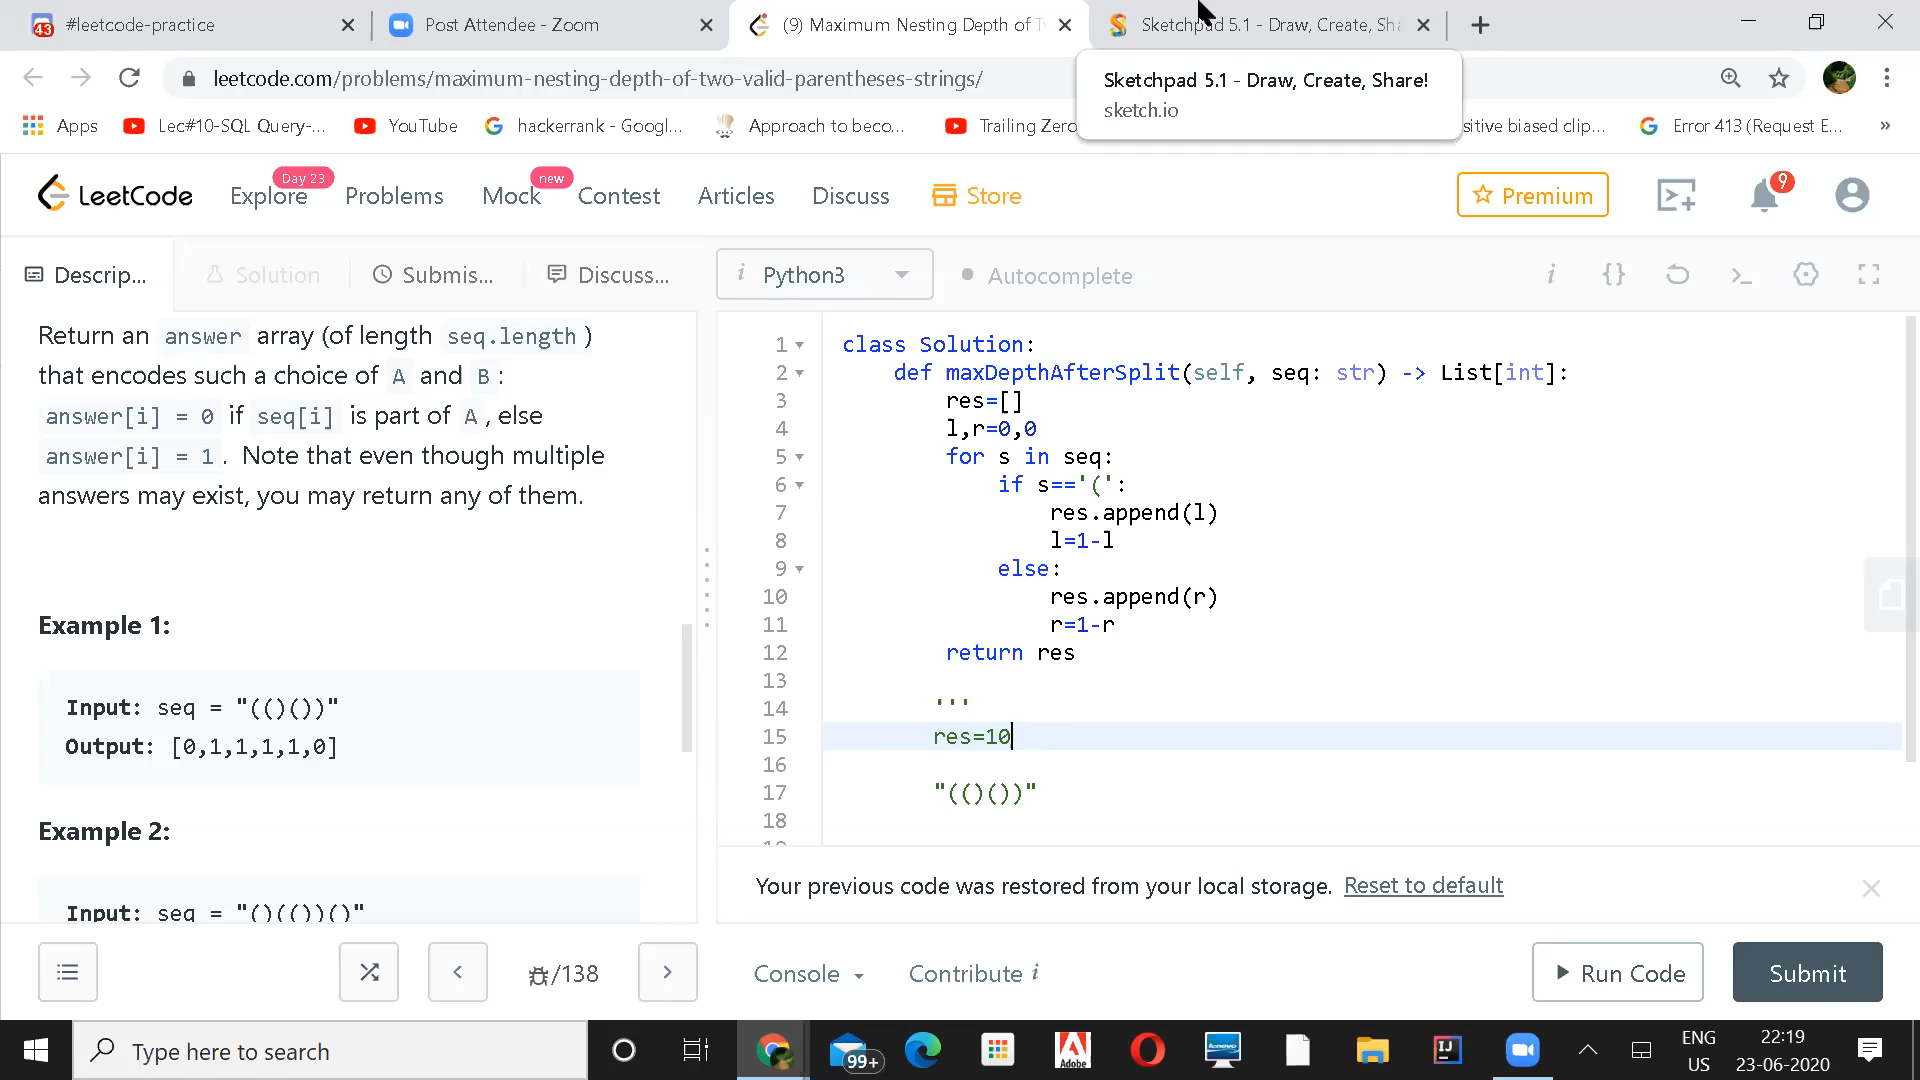 43
#leetcode-practice
Post Attendee - Zoom
(9) Maximum Nesting Depth of T
Sketchpad 5.1 - Draw, Create, Sha
leetcode.com/problems/maximum-nesting-depth-of-two-valid-parentheses-strings/
Sketchpad 5.1 - Draw, Create, Share!
sketch.io
Apps
Lec#10-SQL Query-...
YouTube
hackerrank - Googl...
Approach to beco...
Trailing Zero
sitive biased clip...
Error 413 (Request E...
»
LeetCode
Explore
Day 23
Problems
Mock
new
Contest
Articles
Discuss
Store
Premium
9
Descrip...
Solution
Submis...
Discuss...
i Python3
Autocomplete
i
{}
>_
Return an answer array (of length seq.length )
that encodes such a choice of A and B :
answer[i] = 0 if seq[i] is part of A , else
answer[i] = 1 . Note that even though multiple
answers may exist, you may return any of them.
Example 1:
Input: seq = "(()())"
Output: [0,1,1,1,1,0]
Example 2:
Input: seq = "()(())()"
1 class Solution:
2 def maxDepthAfterSplit(self, seq: str) -> List[int]:
3 res=[]
4 l,r=0,0
5 for s in seq:
6 if s=='(':
7 res.append(l)
8 l=1-l
9 else:
10 res.append(r)
11 r=1-r
12 return res
13
14 '''
15 res=10
16
17 "(()())"
18
Your previous code was restored from your local storage. Reset to default
/138
Console
Contribute i
Run Code
Submit
Type here to search
99+
Adobe
lenovo
IJ
ENG
US
22:19
23-06-2020